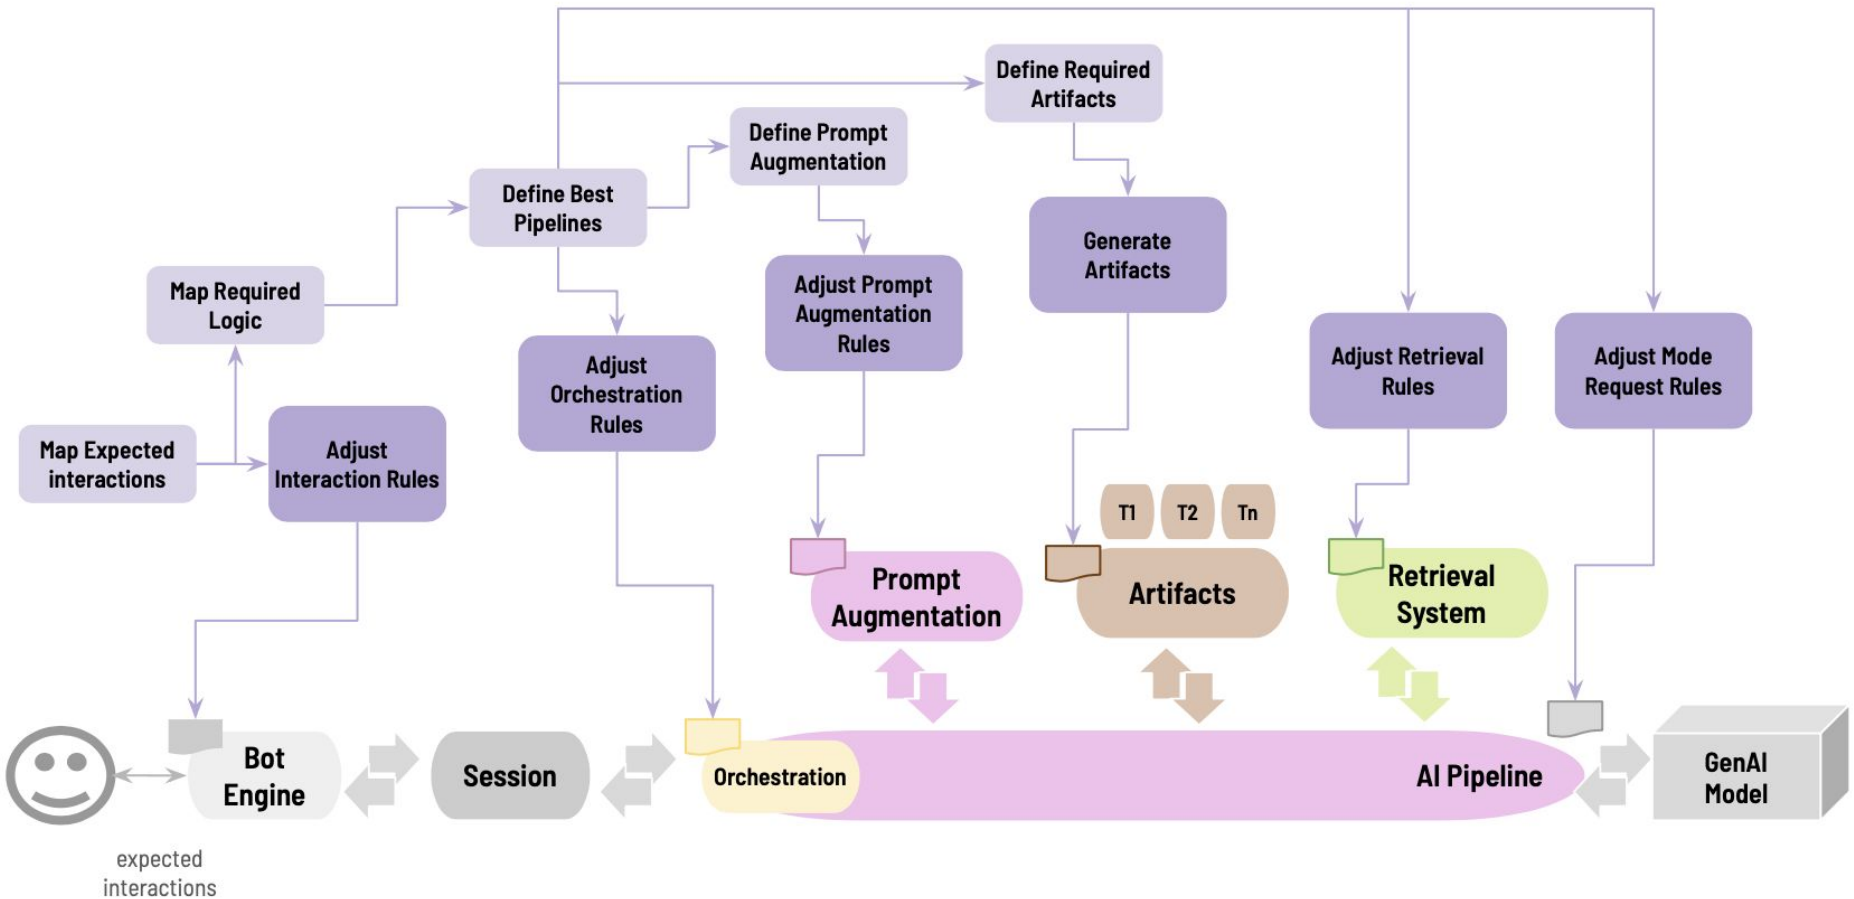 Define Required
Artifacts
Define Prompt
Augmentation
Define Best
Pipelines
Generate
Artifacts
Map Required
Logic
Adjust Prompt
Augmentation
Rules
Adjust
Orchestration
Rules
Adjust Retrieval
Rules
Adjust Mode
Request Rules
Map Expected
interactions
Adjust
Interaction Rules
T1
T2
Tn
Prompt
Augmentation
Artifacts
Retrieval
System
Bot
Engine
Session
Orchestration
AI Pipeline
GenAI
Model
expected
interactions